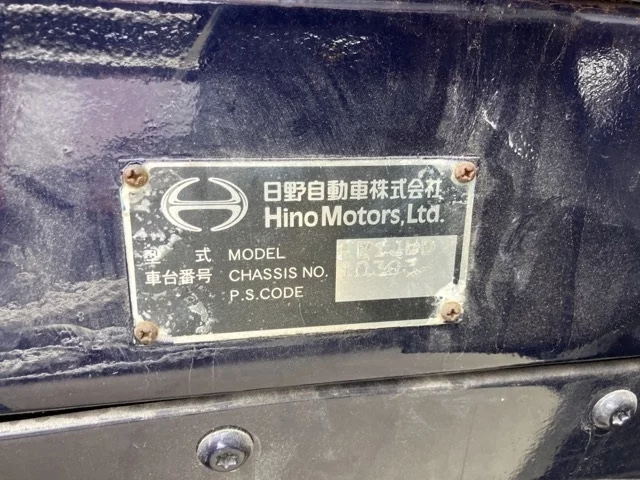 日野自動車株式会社
Hino Motors, Ltd.
型 式 MODEL
車台番号 CHASSIS NO.
P.S.CODE